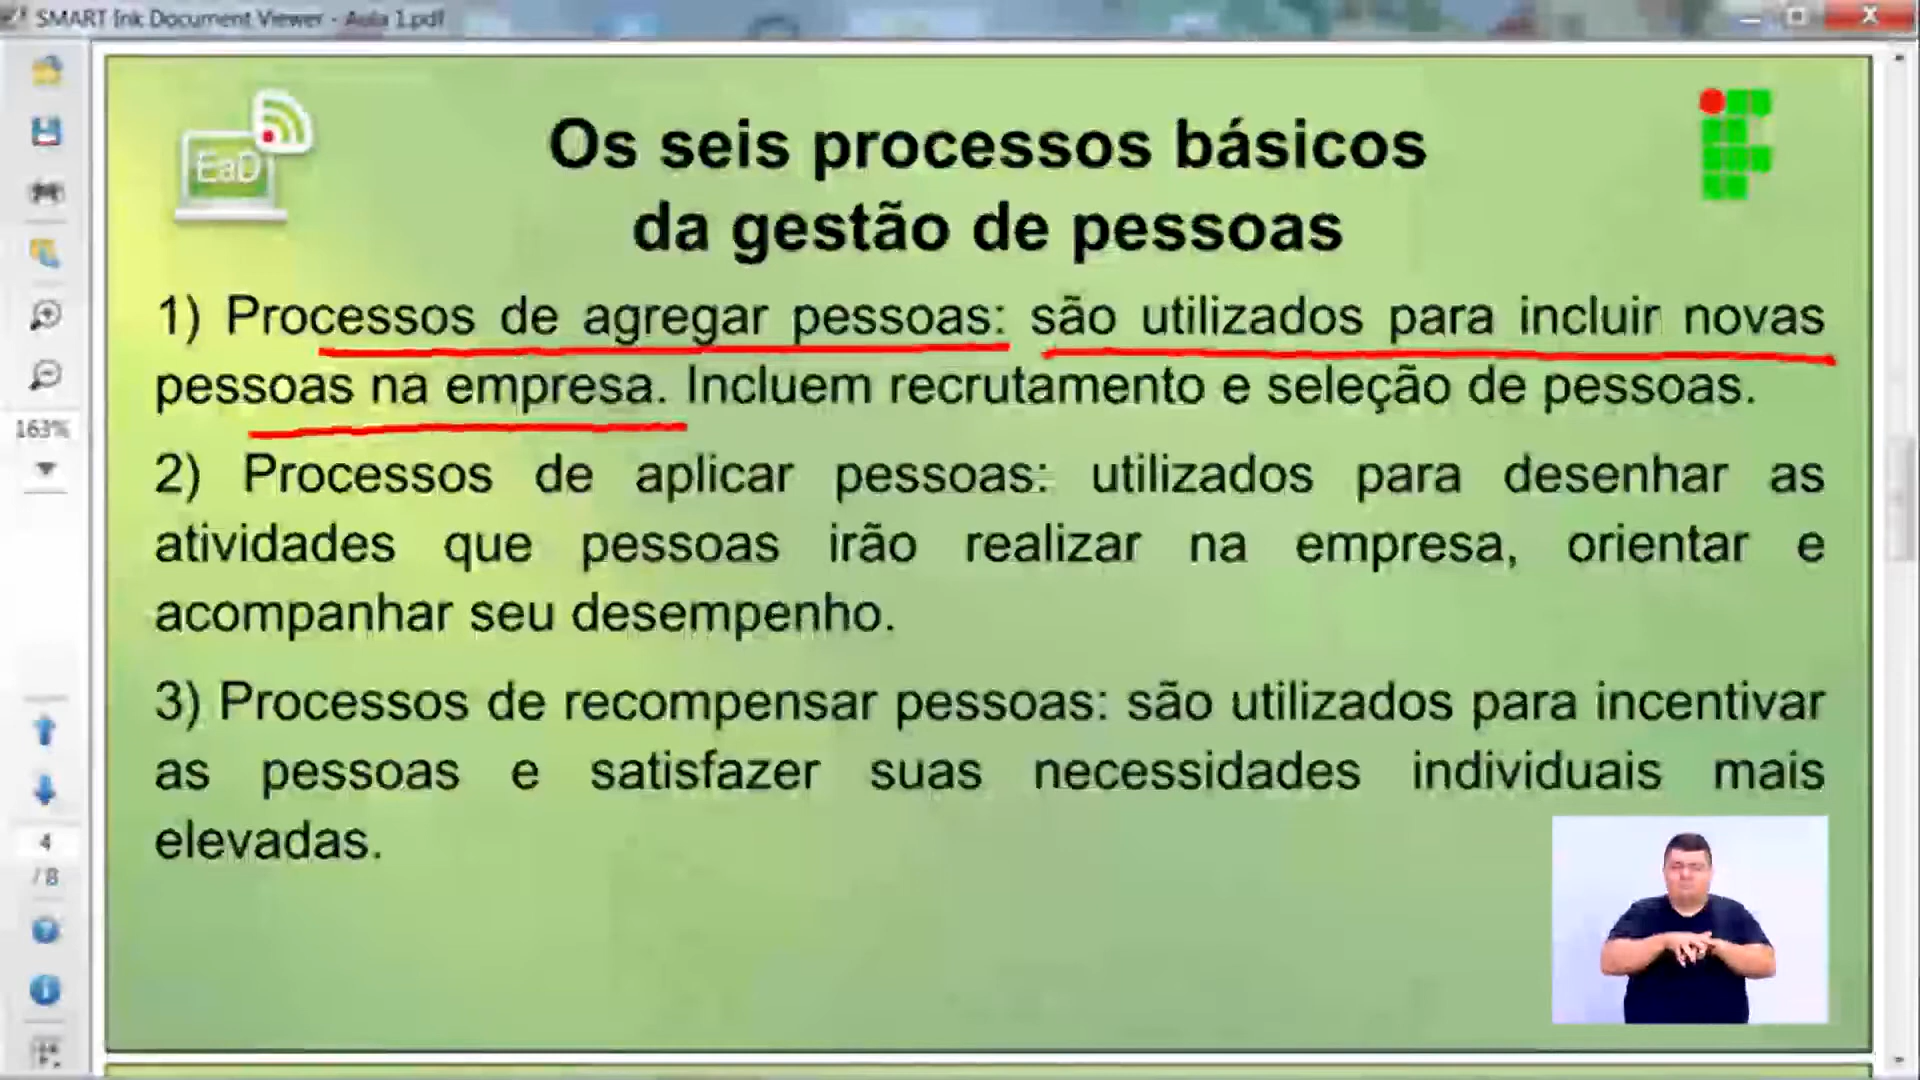 SMART Ink Document Viewer - Aula 1.pdf
EaD
Os seis processos básicos
da gestão de pessoas
1) Processos de agregar pessoas: são utilizados para incluir novas
pessoas na empresa. Incluem recrutamento e seleção de pessoas.
163%
2) Processos de aplicar pessoas: utilizados para desenhar as
atividades que pessoas irão realizar na empresa, orientar e
acompanhar seu desempenho.
3) Processos de recompensar pessoas: são utilizados para incentivar
as pessoas e satisfazer suas necessidades individuais mais
elevadas.
4
/ 8